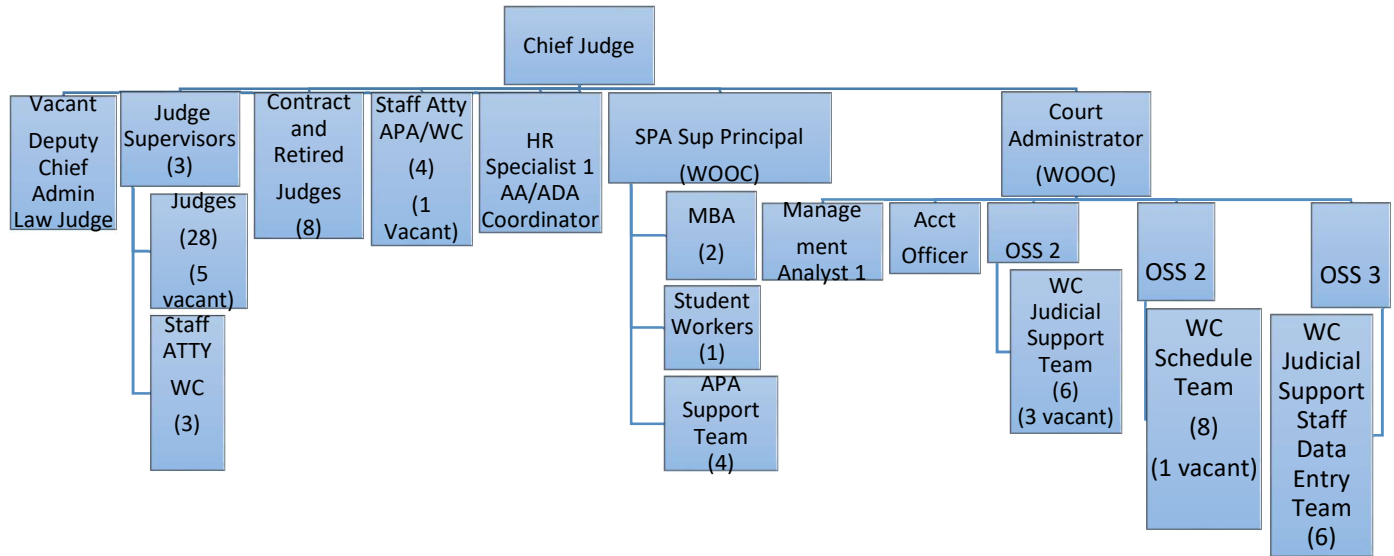 Chief Judge
Vacant
Deputy
Chief
Admin
Law Judge
Judge
Supervisors
(3)
Judges
(28)
(5
vacant)
Staff
ATTY
WC
(3)
Contract
and
Retired
Judges
(8)
Staff Atty
APA/WC
(4)
(1
Vacant)
HR
Specialist 1
AA/ADA
Coordinator
SPA Sup Principal
(WOOC)
MBA
(2)
Student
Workers
(1)
APA
Support
Team
(4)
Court
Administrator
(WOOC)
Manage
ment
Analyst 1
Acct
Officer
OSS 2
WC
Judicial
Support
Team
(6)
(3 vacant)
OSS 2
WC
Schedule
Team
(8)
(1 vacant)
OSS 3
WC
Judicial
Support
Staff
Data
Entry
Team
(6)